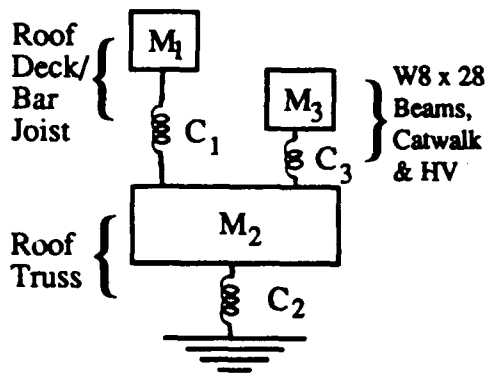 Roof
Deck/
Bar
Joist
M1
C1
M3
C3
W8 x 28
Beams,
Catwalk
& HV
Roof
Truss
M2
C2